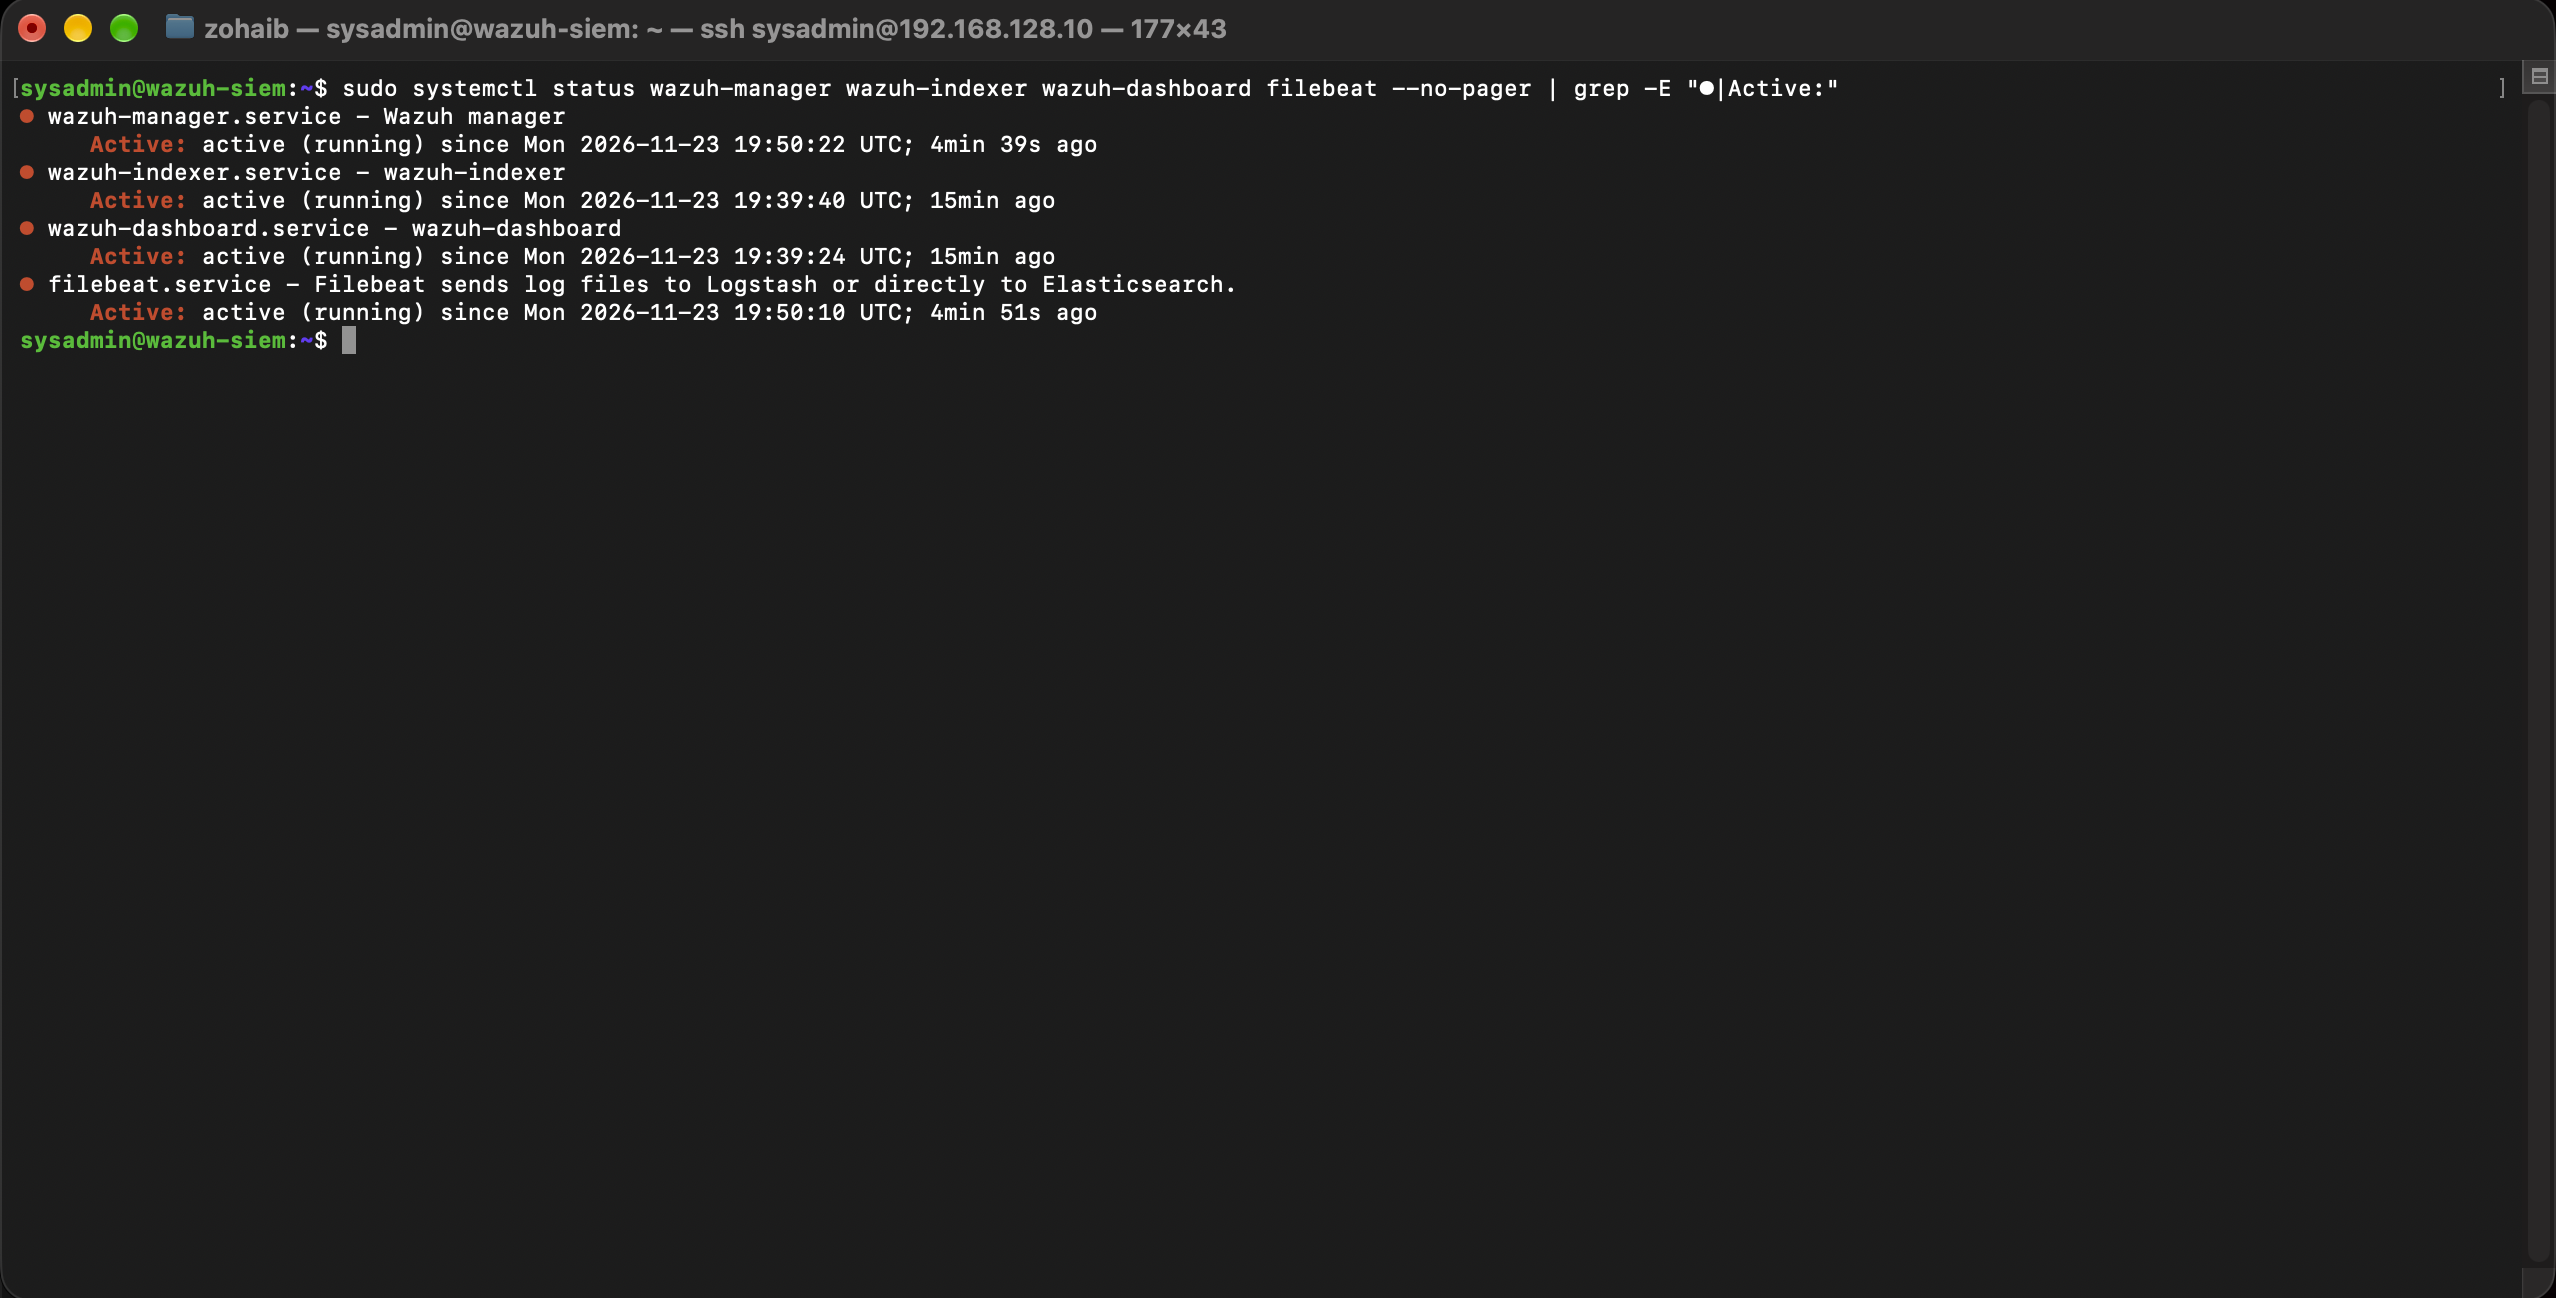 zohaib — sysadmin@wazuh-siem: ~ — ssh sysadmin@192.168.128.10 — 177×43
[sysadmin@wazuh-siem:~$ sudo systemctl status wazuh-manager wazuh-indexer wazuh-dashboard filebeat --no-pager | grep -E "●|Active:" ]
● wazuh-manager.service - Wazuh manager
     Active: active (running) since Mon 2026-11-23 19:50:22 UTC; 4min 39s ago
● wazuh-indexer.service - wazuh-indexer
     Active: active (running) since Mon 2026-11-23 19:39:40 UTC; 15min ago
● wazuh-dashboard.service - wazuh-dashboard
     Active: active (running) since Mon 2026-11-23 19:39:24 UTC; 15min ago
● filebeat.service - Filebeat sends log files to Logstash or directly to Elasticsearch.
     Active: active (running) since Mon 2026-11-23 19:50:10 UTC; 4min 51s ago
sysadmin@wazuh-siem:~$